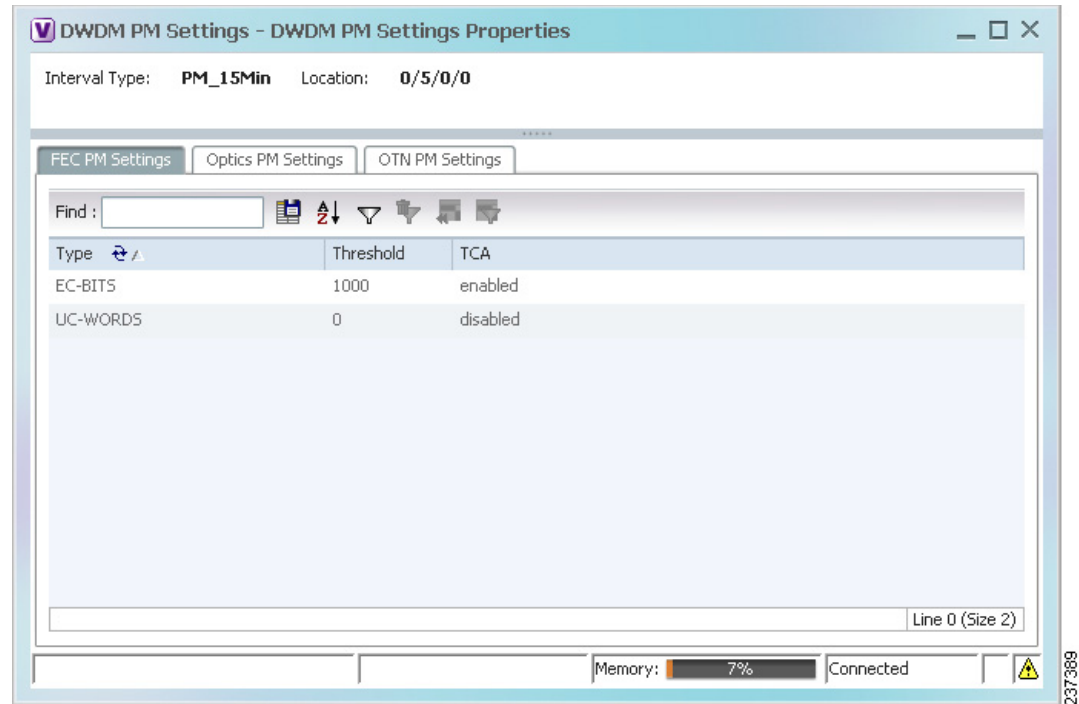 V DWDM PM Settings - DWDM PM Settings Properties
Interval Type: PM_15Min Location: 0/5/0/0
FEC PM Settings Optics PM Settings OTN PM Settings
Find :
Type Threshold TCA
EC-BITS 1000 enabled
UC-WORDS 0 disabled
Line 0 (Size 2)
Memory: 7% Connected
237389